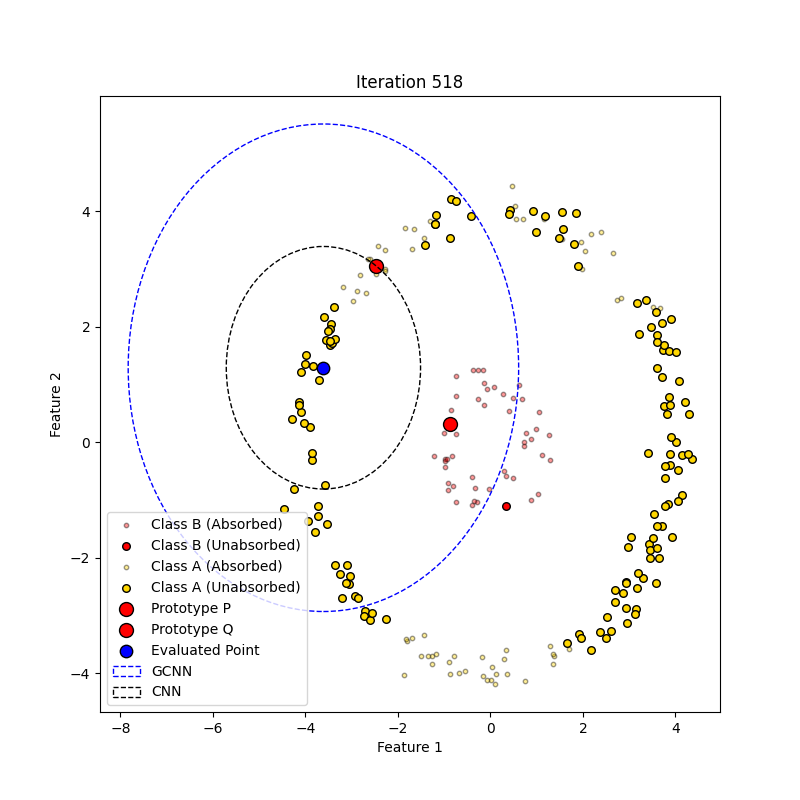 Iteration 518
Feature 2
4
2
0
−2
−4
Class B (Absorbed)
Class B (Unabsorbed)
Class A (Absorbed)
Class A (Unabsorbed)
Prototype P
Prototype Q
Evaluated Point
GCNN
CNN
−8 −6 −4 −2 0 2 4
Feature 1